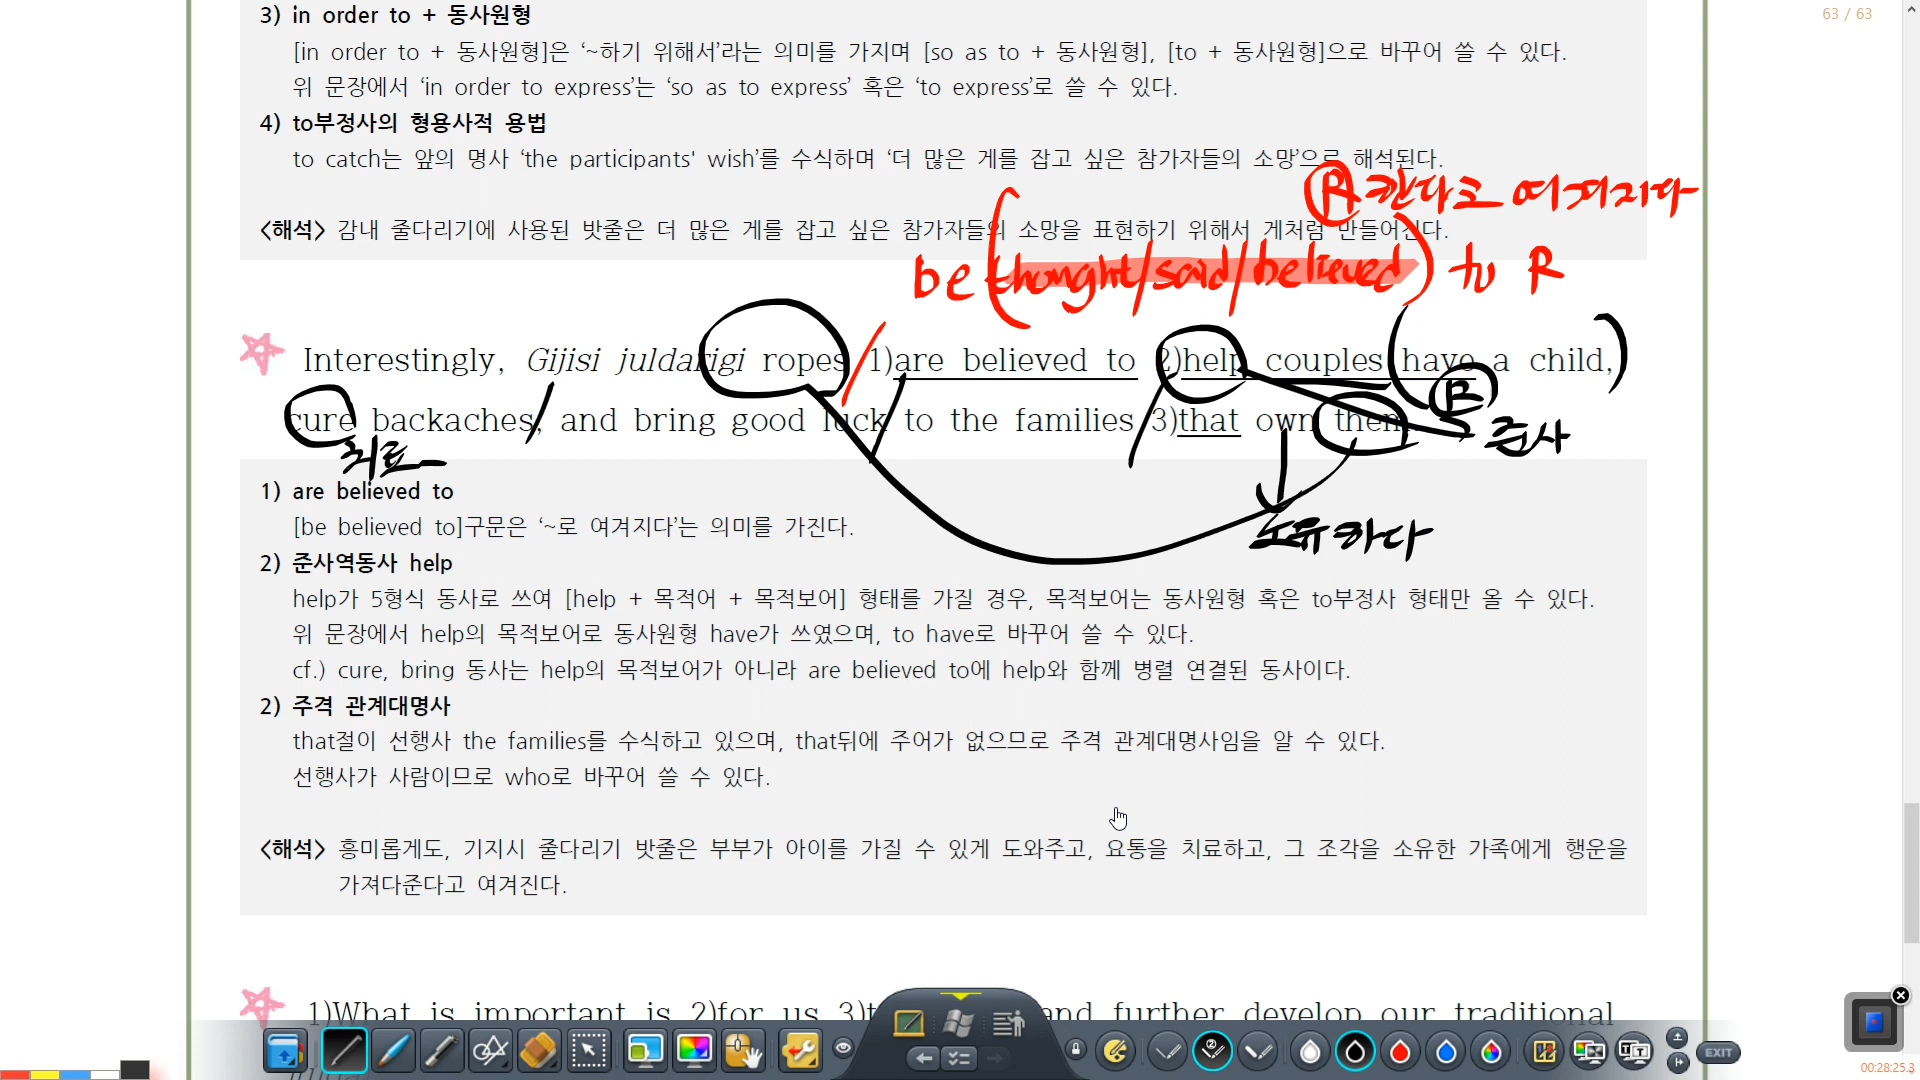 63 / 63
3) in order to + 동사원형
[in order to + 동사원형]은 ‘~하기 위해서’라는 의미를 가지며 [so as to + 동사원형], [to + 동사원형]으로 바꾸어 쓸 수 있다.
위 문장에서 ‘in order to express’는 ‘so as to express’ 혹은 ‘to express’로 쓸 수 있다.
4) to부정사의 형용사적 용법
to catch는 앞의 명사 ‘the participants' wish’를 수식하며 ‘더 많은 게를 잡고 싶은 참가자들의 소망’으로 해석된다.
R 한다고 여겨지다
<해석> 감내 줄다리기에 사용된 밧줄은 더 많은 게를 잡고 싶은 참가자들의 소망을 표현하기 위해서 게처럼 만들어진다.
be (thought/said/believed) to R
Interestingly, Gijisi juldarigi ropes 1)are believed to 2)help couples have a child,
R
cure backaches, and bring good luck to the families 3)that own them.
치료
준사
1) are believed to
[be believed to]구문은 ‘~로 여겨지다’는 의미를 가진다.
소유하다
2) 준사역동사 help
help가 5형식 동사로 쓰여 [help + 목적어 + 목적보어] 형태를 가질 경우, 목적보어는 동사원형 혹은 to부정사 형태만 올 수 있다.
위 문장에서 help의 목적보어로 동사원형 have가 쓰였으며, to have로 바꾸어 쓸 수 있다.
cf.) cure, bring 동사는 help의 목적보어가 아니라 are believed to에 help와 함께 병렬 연결된 동사이다.
2) 주격 관계대명사
that절이 선행사 the families를 수식하고 있으며, that뒤에 주어가 없으므로 주격 관계대명사임을 알 수 있다.
선행사가 사람이므로 who로 바꾸어 쓸 수 있다.
<해석> 흥미롭게도, 기지시 줄다리기 밧줄은 부부가 아이를 가질 수 있게 도와주고, 요통을 치료하고, 그 조각을 소유한 가족에게 행운을
가져다준다고 여겨진다.
1)What is important is 2)for us and further develop our traditional
EXIT
00:28:25.3